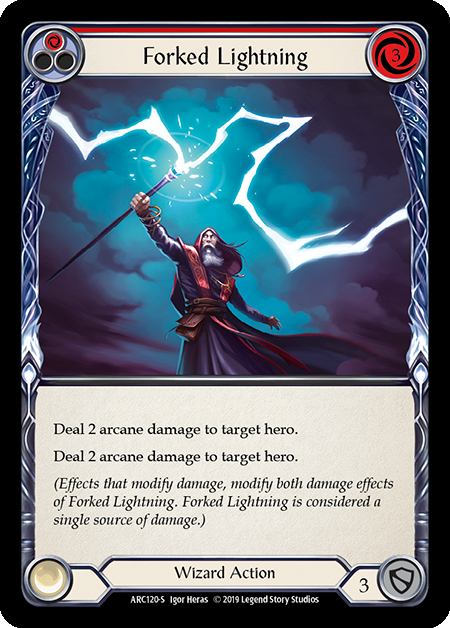 Forked Lightning
3
Deal 2 arcane damage to target hero.
Deal 2 arcane damage to target hero.
(Effects that modify damage, modify both damage effects
of Forked Lightning. Forked Lightning is considered a
single source of damage.)
Wizard Action
3
ARC120-S Igor Heras © 2019 Legend Story Studios